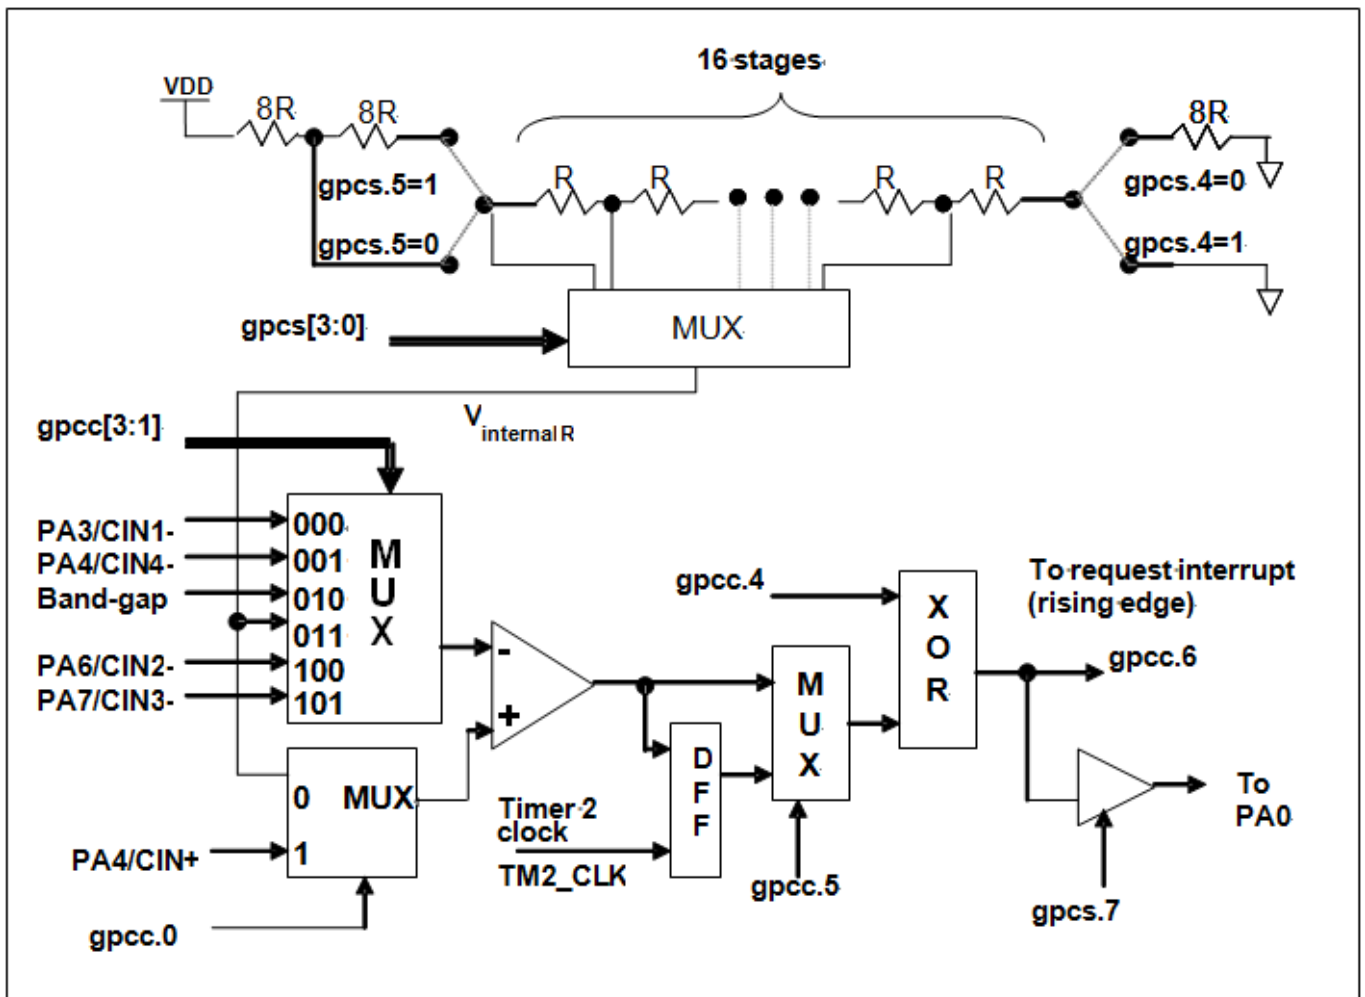 16 stages
VDD
8R
8R
8R
gpcs.5=1
R
R
R
R
gpcs.4=0
gpcs.5=0
gpcs.4=1
gpcs[3:0]
MUX
V internal R
gpcc[3:1]
PA3/CIN1-
000
PA4/CIN4-
001
Band-gap
010
011
PA6/CIN2-
100
PA7/CIN3-
101
M
U
X
-
+
0
MUX
1
PA4/CIN+
gpcc.0
Timer 2
clock
TM2_CLK
D
F
F
M
U
X
gpcc.5
gpcc.4
X
O
R
To request interrupt
(rising edge)
gpcc.6
To
PA0
gpcs.7